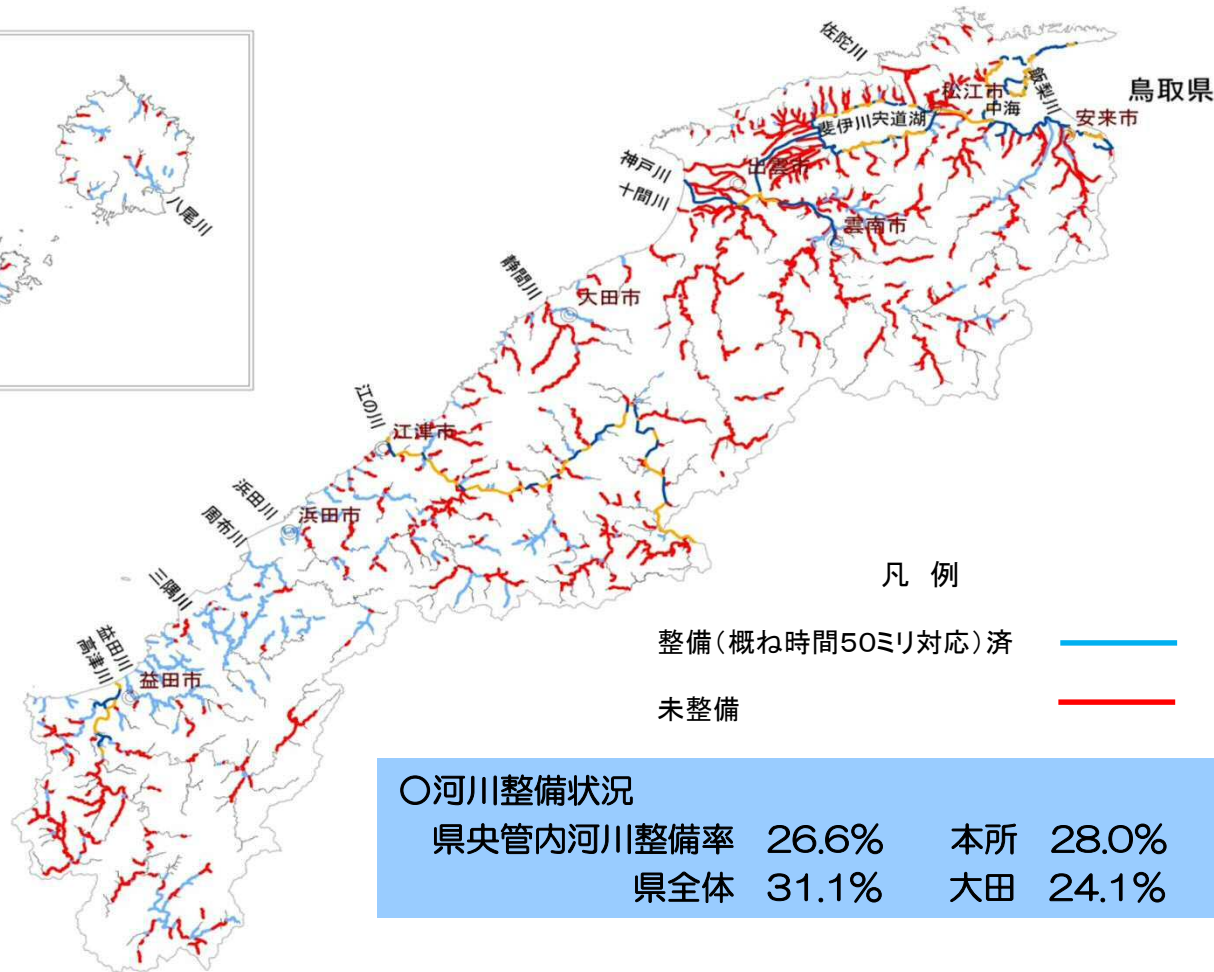 佐陀川
松江市
飯梨川
鳥取県
中海
安来市
斐伊川宍道湖
神戸川
出雲市
十間川
八尾川
雲南市
静間川
大田市
江の川
江津市
浜田川
浜田市
周布川
三隅川
益田川
高津川
益田市
凡 例
整備(概ね時間50ミリ対応)済
未整備
○河川整備状況
県央管内河川整備率 26.6% 本所 28.0%
県全体 31.1% 大田 24.1%